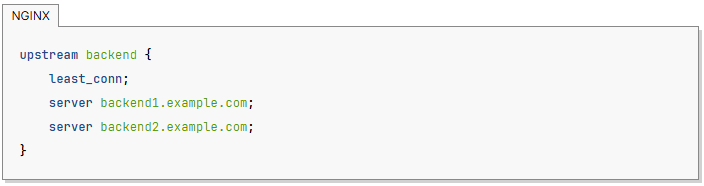 NGINX
upstream backend {
    least_conn;
    server backend1.example.com;
    server backend2.example.com;
}